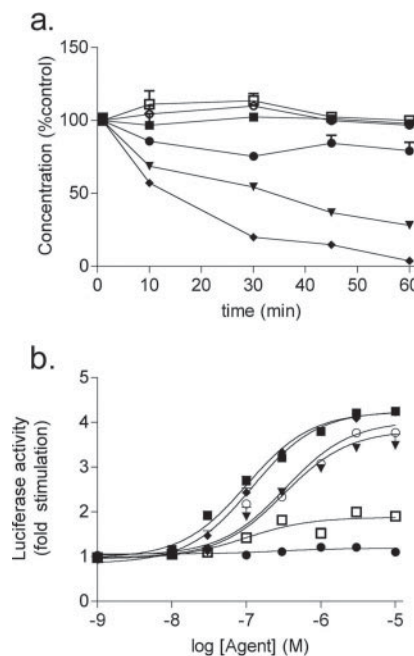 a.
150
100
50
0
Concentration (%control)
0 10 20 30 40 50 60
time (min)
b.
5
4
3
2
1
0
Luciferase activity
(fold stimulation)
-9 -8 -7 -6 -5
log [Agent] (M)